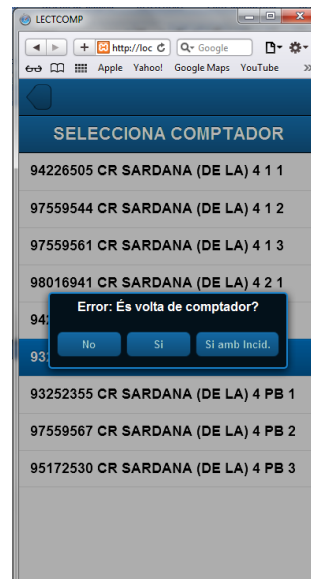 LECTCOMP
http://loc
Google
Apple Yahoo! Google Maps YouTube
SELECCIONA COMPTADOR
94226505 CR SARDANA (DE LA) 4 1 1
97559544 CR SARDANA (DE LA) 4 1 2
97559561 CR SARDANA (DE LA) 4 1 3
98016941 CR SARDANA (DE LA) 4 2 1
Error: És volta de comptador?
No Si Si amb Incid.
93252355 CR SARDANA (DE LA) 4 PB 1
97559567 CR SARDANA (DE LA) 4 PB 2
95172530 CR SARDANA (DE LA) 4 PB 3